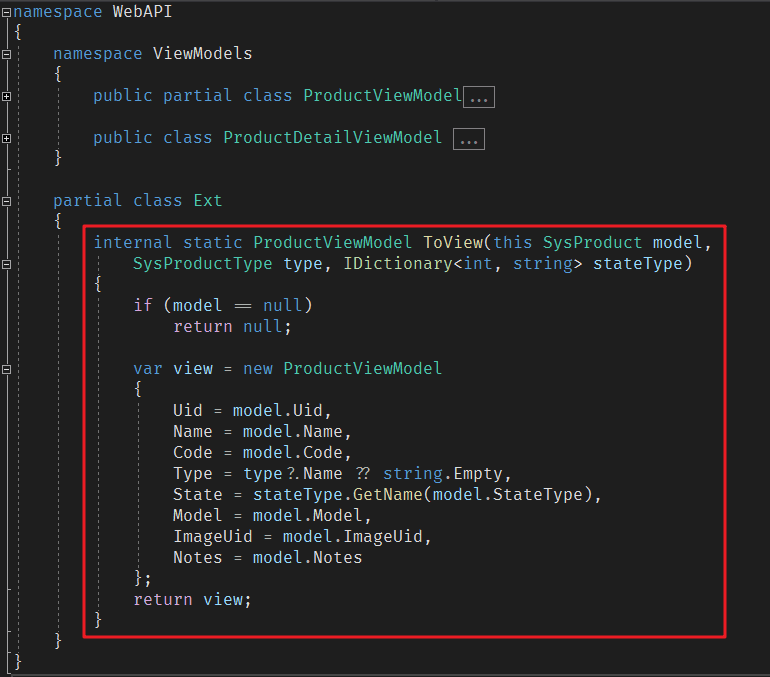 namespace WebAPI
{
    namespace ViewModels
    {
        public partial class ProductViewModel...

        public class ProductDetailViewModel ...
    }

    partial class Ext
    {
        internal static ProductViewModel ToView(this SysProduct model,
            SysProductType type, IDictionary<int, string> stateType)
        {
            if (model == null)
                return null;

            var view = new ProductViewModel
            {
                Uid = model.Uid,
                Name = model.Name,
                Code = model.Code,
                Type = type?.Name ?? string.Empty,
                State = stateType.GetName(model.StateType),
                Model = model.Model,
                ImageUid = model.ImageUid,
                Notes = model.Notes
            };
            return view;
        }
    }
}